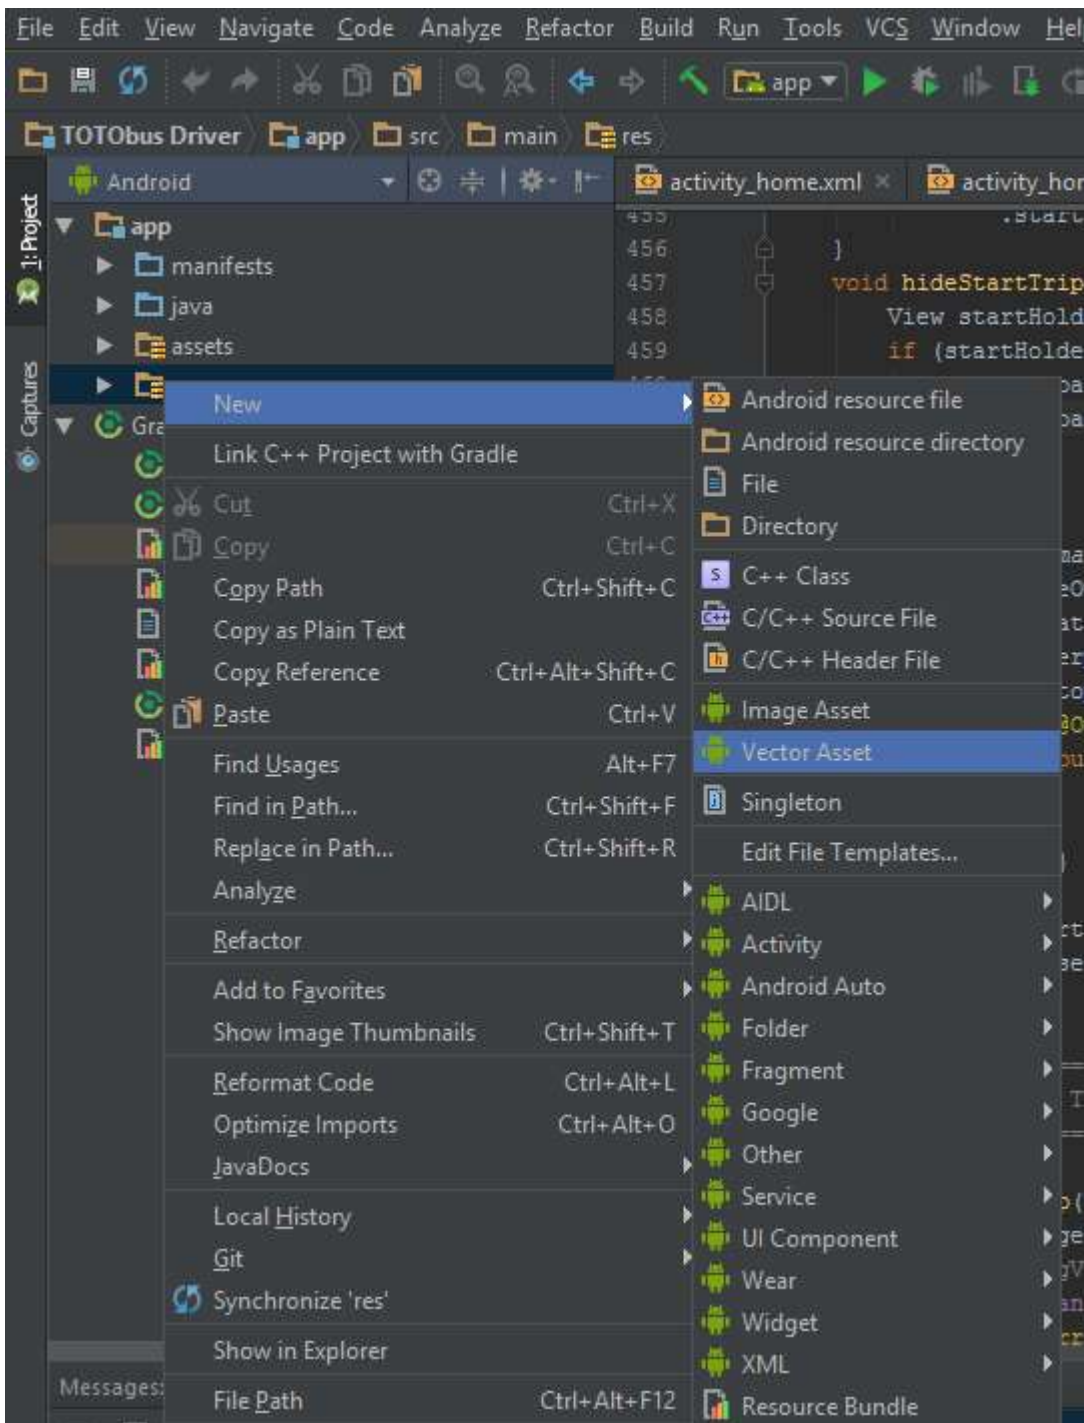 File Edit View Navigate Code Analyze Refactor Build Run Tools VCS Window Hel
app
TOTObus Driver app src main res
Android
activity_home.xml activity_hor
1: Project
Captures
app
manifests
java
assets
Gra
455 .start
456 }
457 void hideStartTrip
458 View startHold
459 if (startHolde
New
Link C++ Project with Gradle
Cut Ctrl+X
Copy Ctrl+C
Copy Path Ctrl+Shift+C
Copy as Plain Text
Copy Reference Ctrl+Alt+Shift+C
Paste Ctrl+V
Find Usages Alt+F7
Find in Path... Ctrl+Shift+F
Replace in Path... Ctrl+Shift+R
Analyze
Refactor
Add to Favorites
Show Image Thumbnails Ctrl+Shift+T
Reformat Code Ctrl+Alt+L
Optimize Imports Ctrl+Alt+O
JavaDocs
Local History
Git
Synchronize 'res'
Show in Explorer
File Path Ctrl+Alt+F12
Android resource file
Android resource directory
File
Directory
S C++ Class
C++ C/C++ Source File
h C/C++ Header File
Image Asset
Vector Asset
Singleton
Edit File Templates...
AIDL
Activity
Android Auto
Folder
Fragment
Google
Other
Service
UI Component
Wear
Widget
XML
Resource Bundle
Messages: